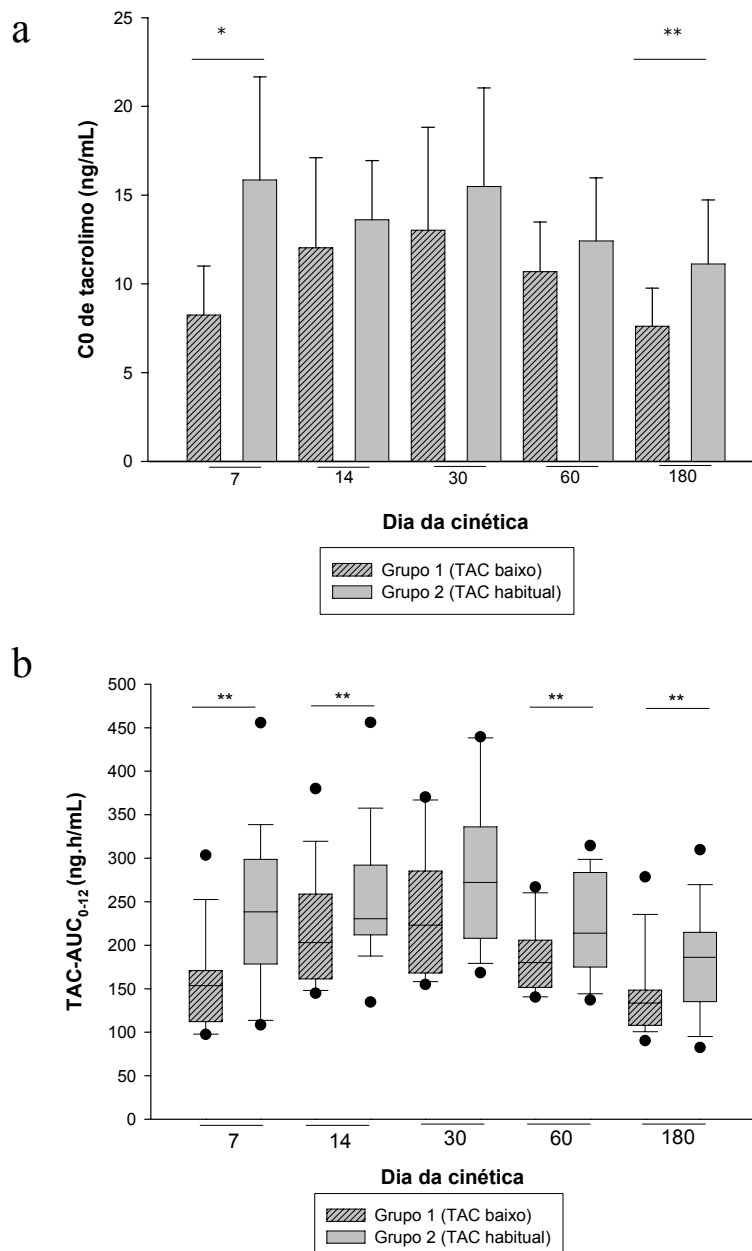 a
25
20
15
10
5
0
C0 de tacrolimo (ng/mL)
*
**
7 14 30 60 180
Dia da cinética
Grupo 1 (TAC baixo)
Grupo 2 (TAC habitual)
b
500
450
400
350
300
250
200
150
100
50
0
TAC-AUC0-12 (ng.h/mL)
** ** ** **
7 14 30 60 180
Dia da cinética
Grupo 1 (TAC baixo)
Grupo 2 (TAC habitual)